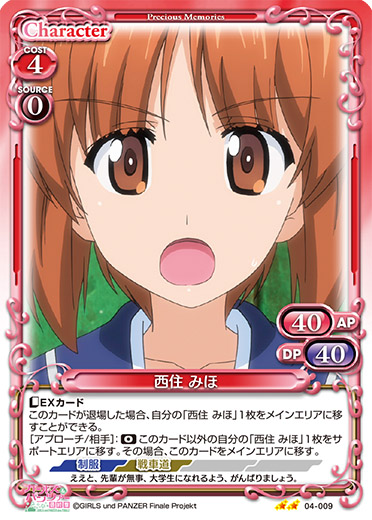 Precious Memories
Character
COST
4
SOURCE
0
40 AP
DP 40
西住 みほ
EXカード
このカードが退場した場合、自分の「西住 みほ」1枚をメインエリアに移
すことができる。
[アプローチ/相手]: このカード以外の自分の「西住 みほ」1枚をサ
ポートエリアに移す。その場合、このカードをメインエリアに移す。
制服 戦車道
ええと、先輩が無事、大学生になれるよう、がんばりましょう。
©GIRLS und PANZER Finale Projekt
04-009